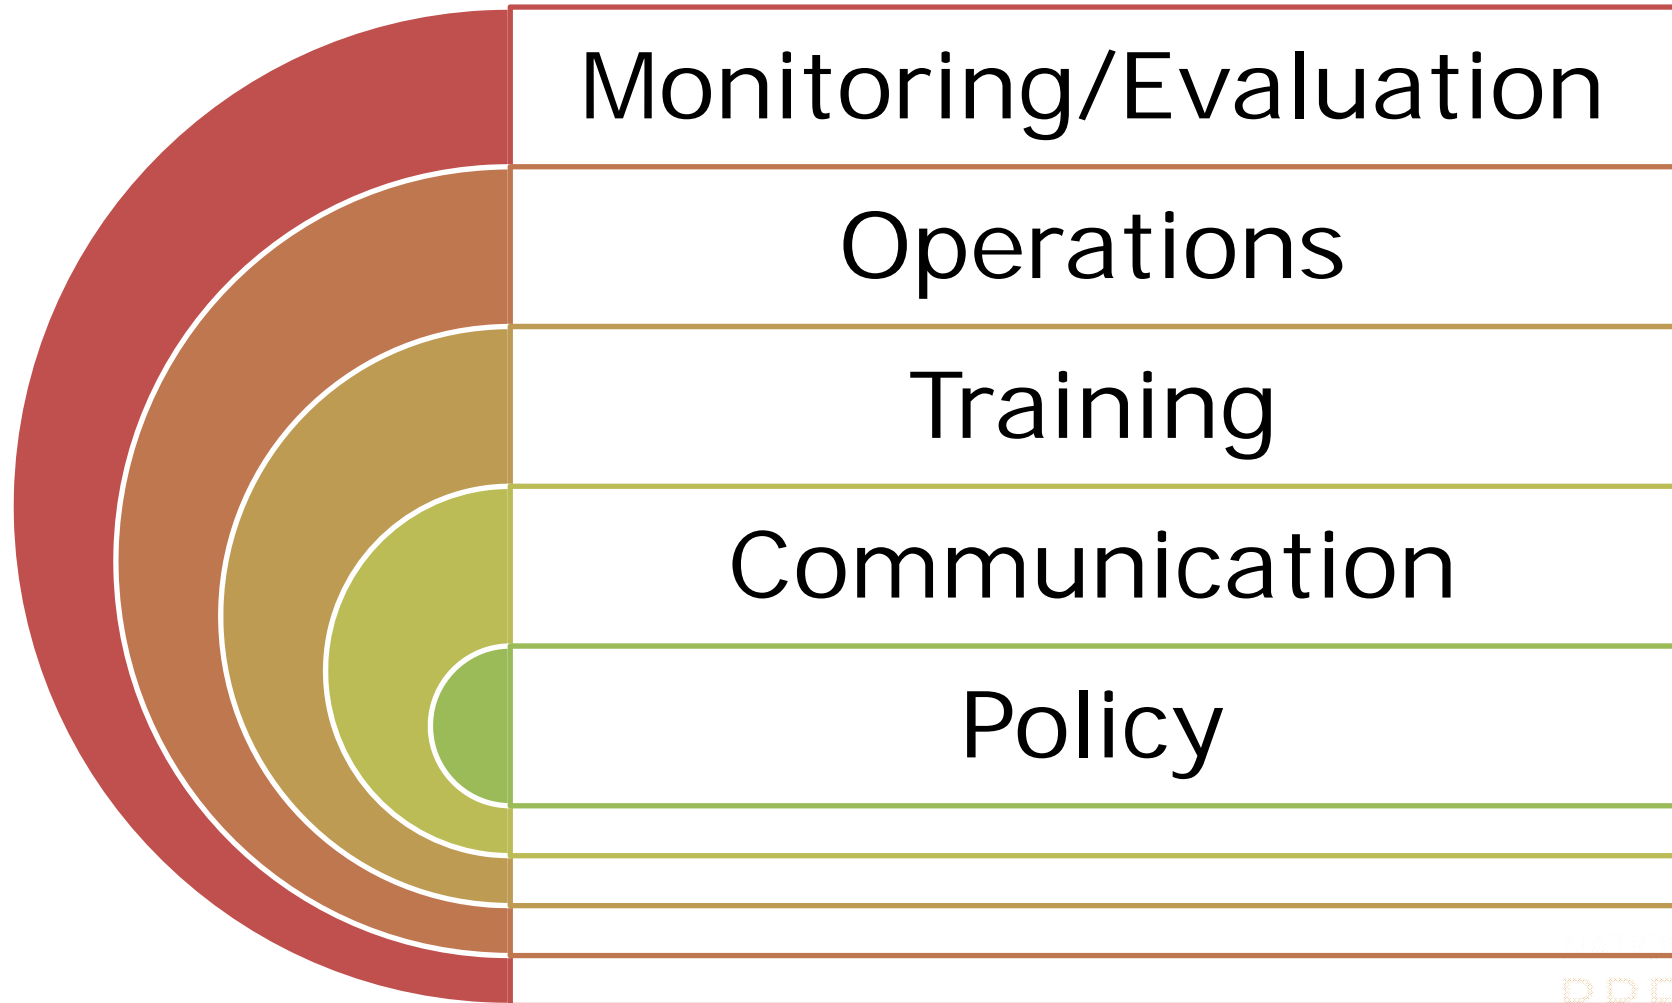 Monitoring/Evaluation
Operations
Training
Communication
Policy